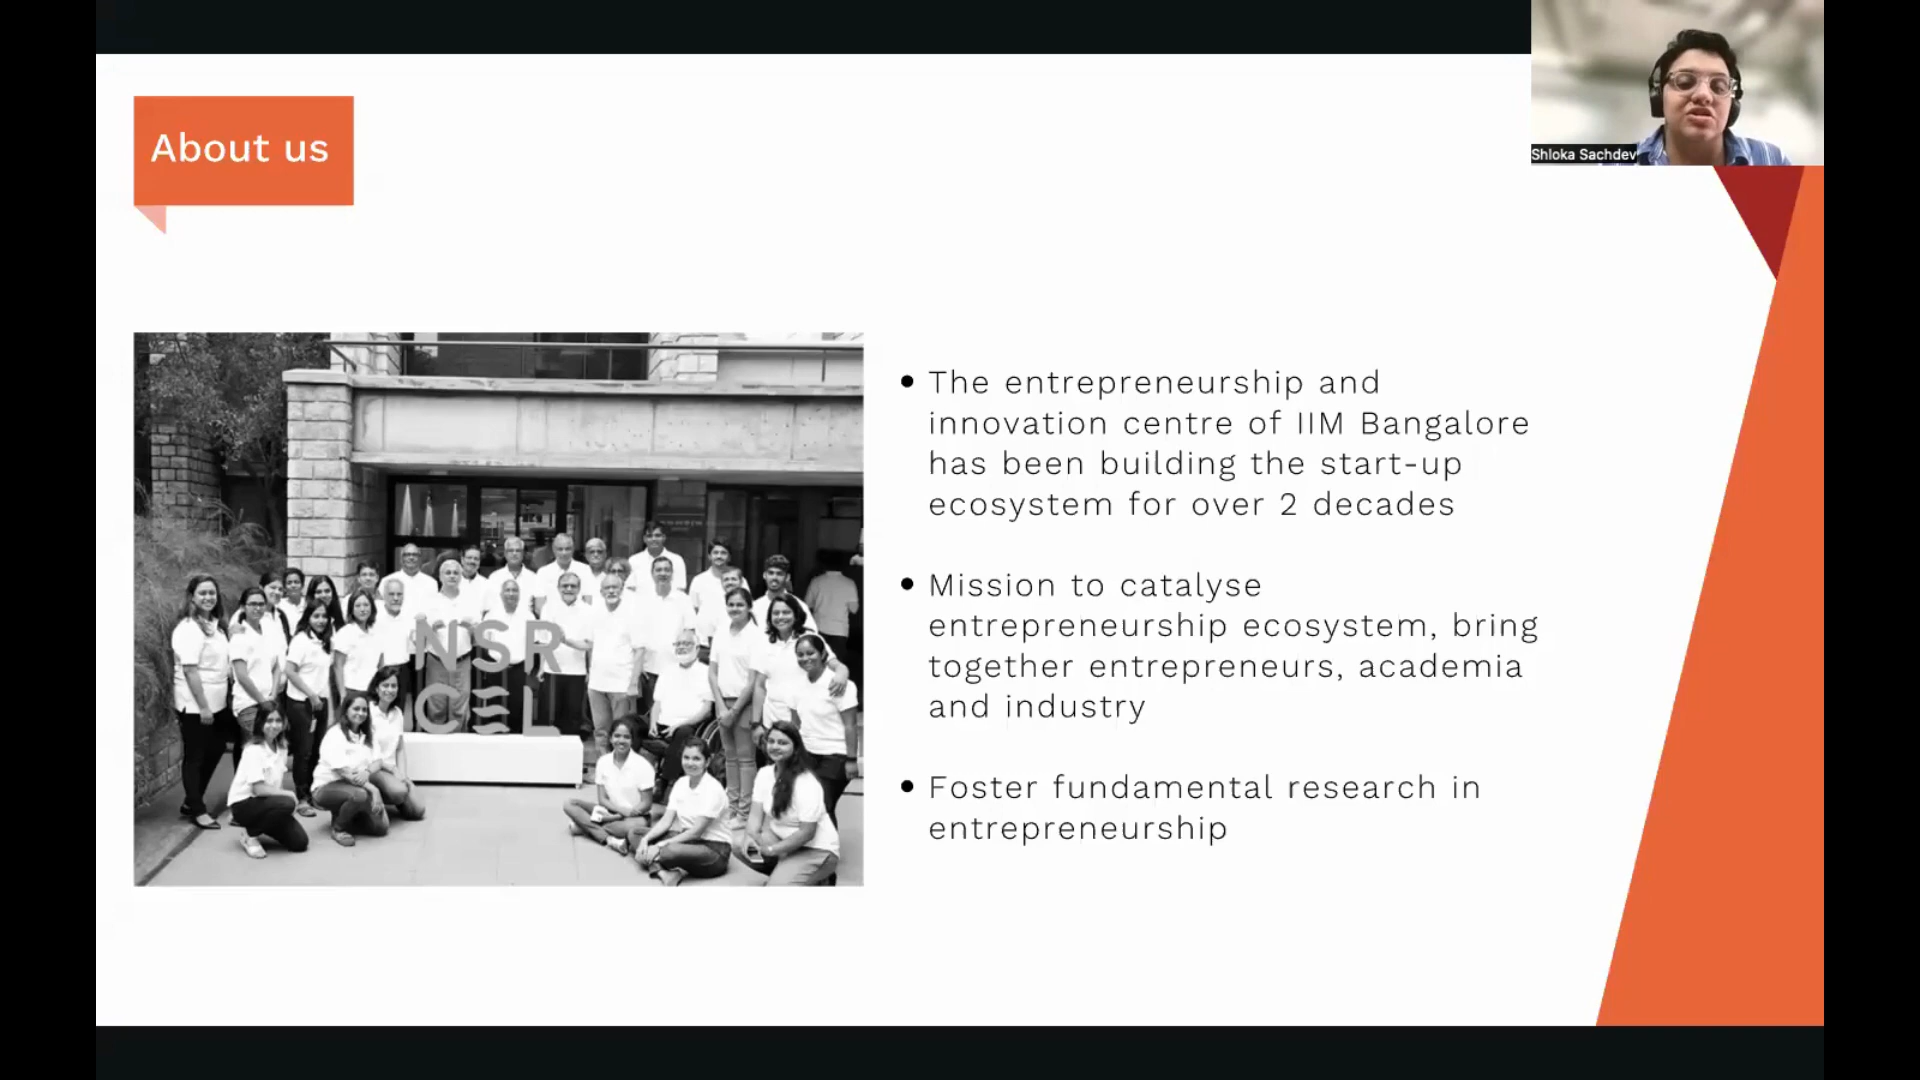 About us
Shloka Sachdev
NSR
CEL
The entrepreneurship and
innovation centre of IIM Bangalore
has been building the start-up
ecosystem for over 2 decades
Mission to catalyse
entrepreneurship ecosystem, bring
together entrepreneurs, academia
and industry
Foster fundamental research in
entrepreneurship